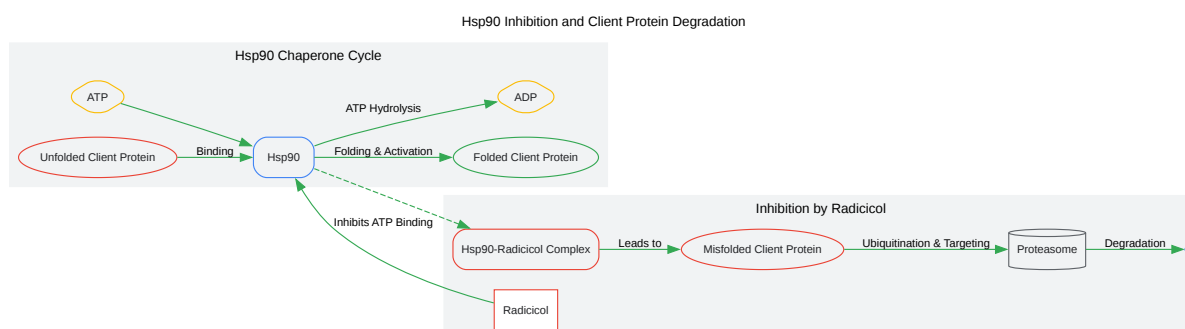 Hsp90 Inhibition and Client Protein Degradation
Hsp90 Chaperone Cycle
ATP
ATP Hydrolysis
ADP
Unfolded Client Protein
Binding
Hsp90
Folding & Activation
Folded Client Protein
Inhibition by Radicicol
Inhibits ATP Binding
Hsp90-Radicicol Complex
Leads to
Misfolded Client Protein
Ubiquitination & Targeting
Proteasome
Degradation
Radicicol